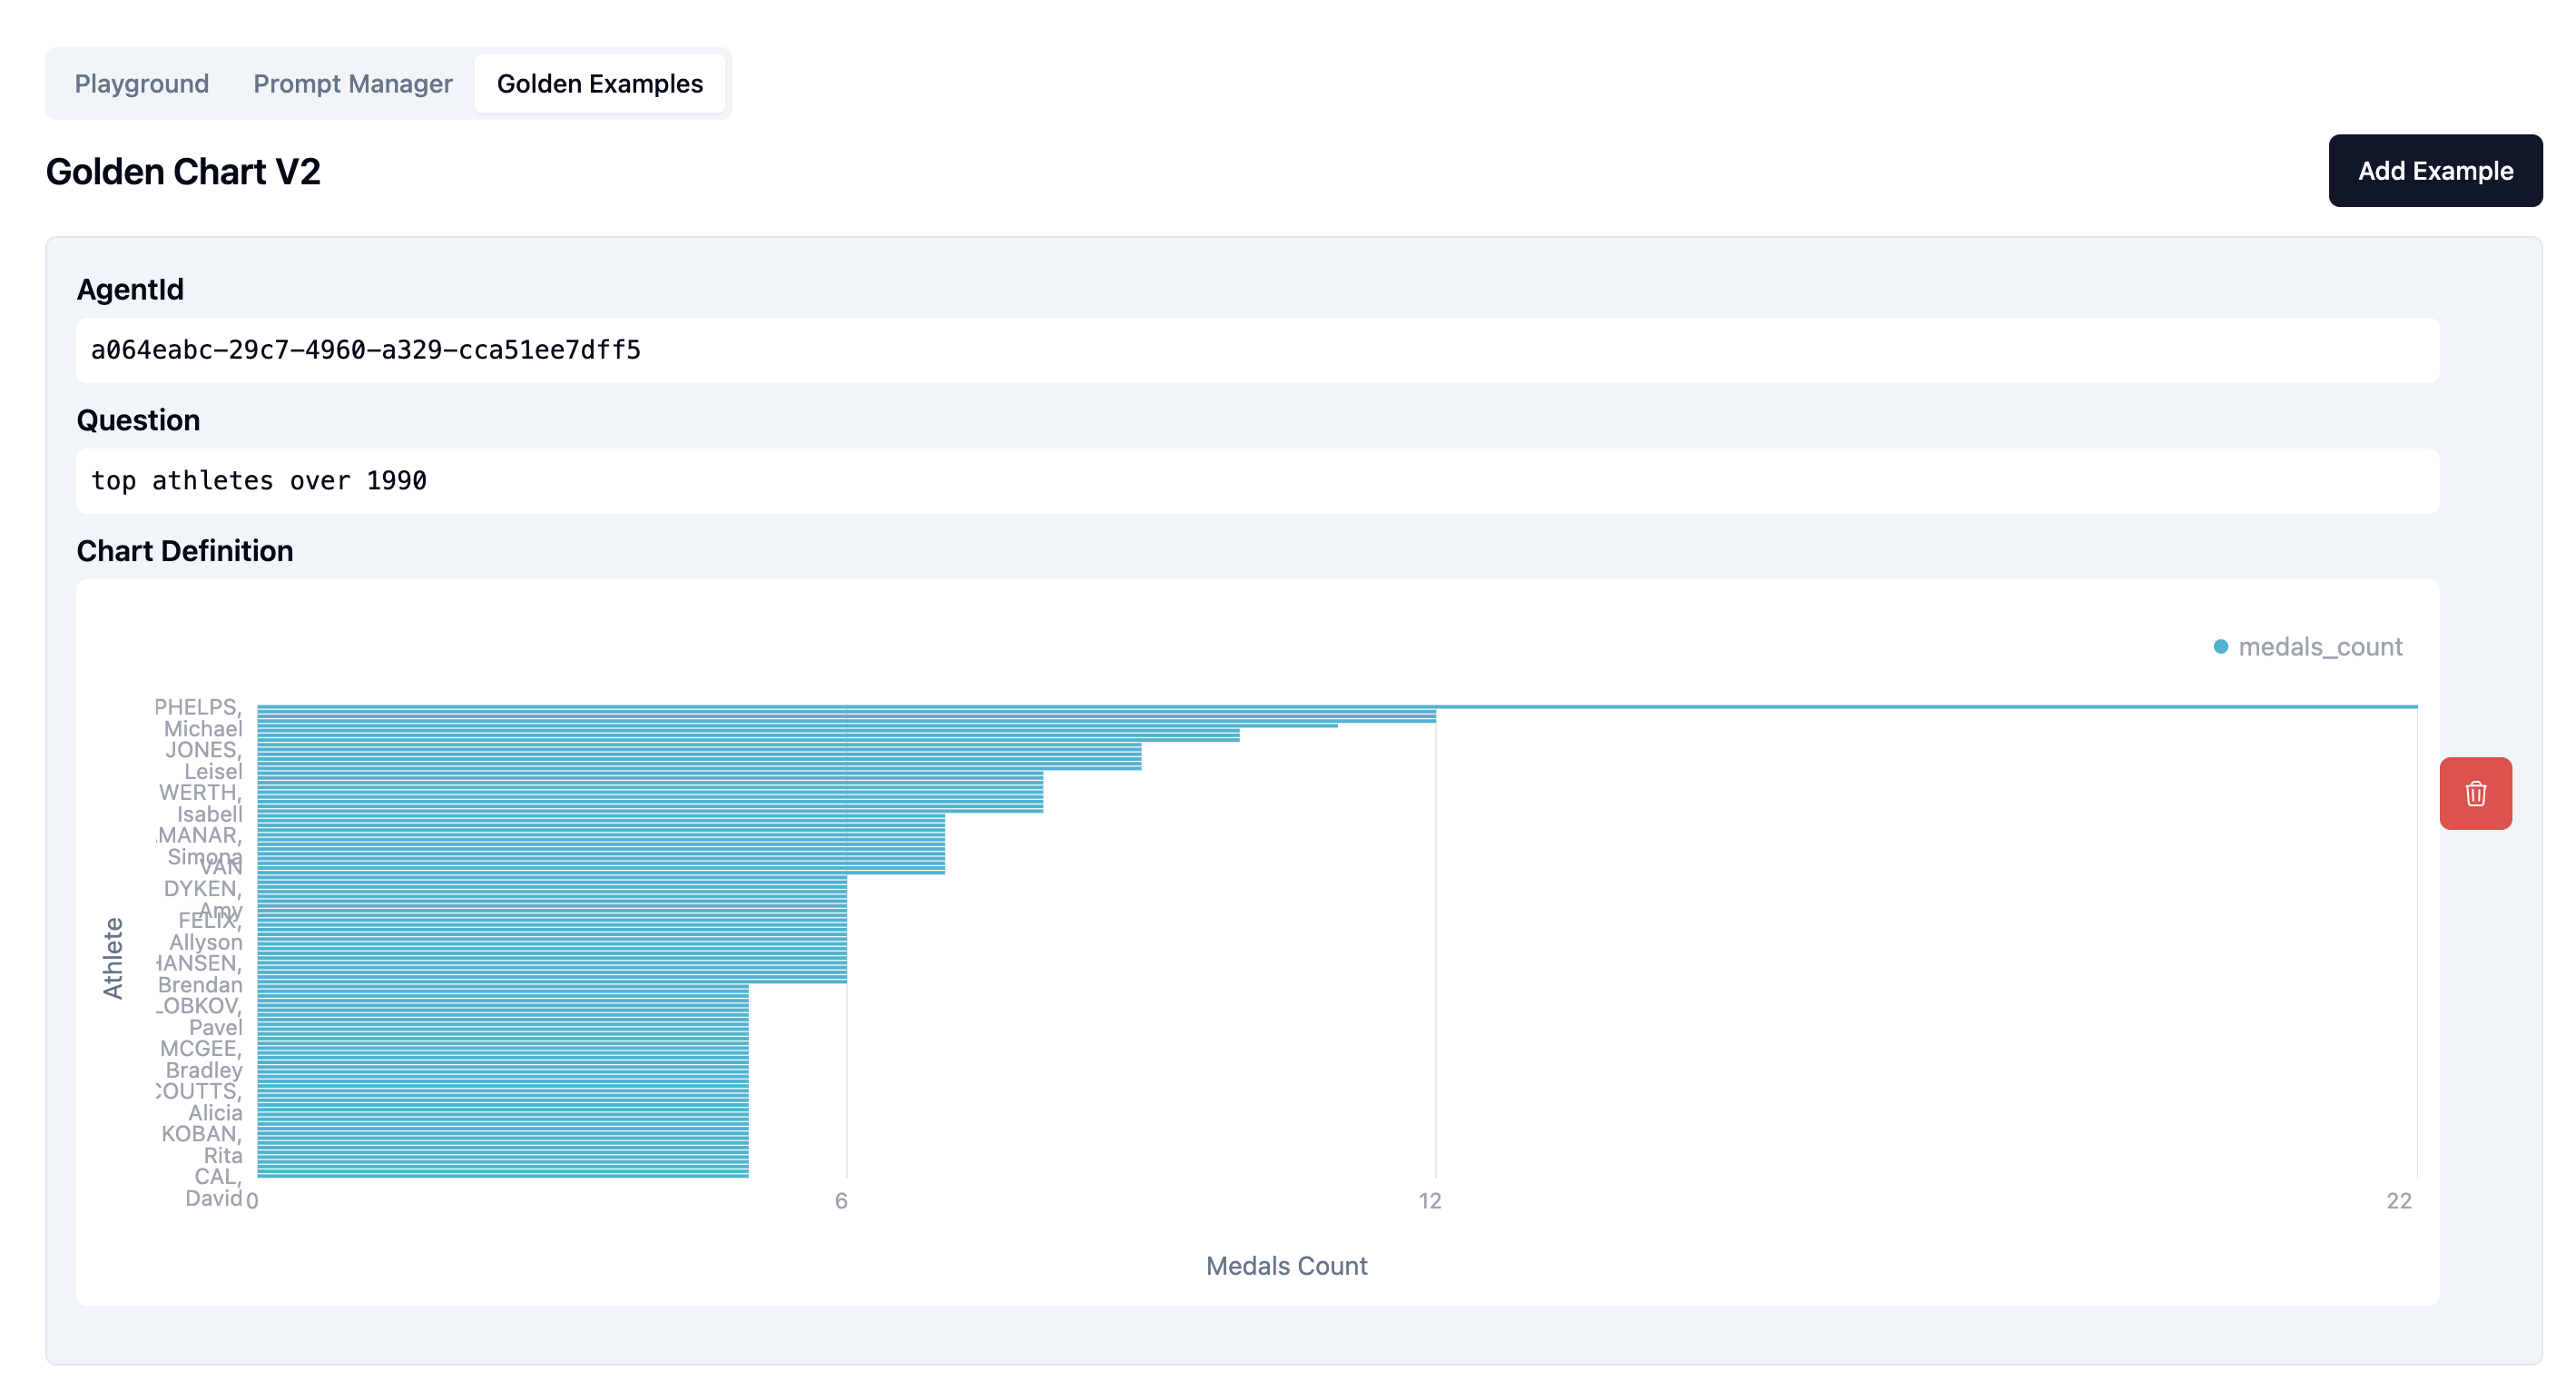 Playground Prompt Manager Golden Examples
Golden Chart V2
Add Example
AgentId
a064eabc-29c7-4960-a329-cca51ee7dff5
Question
top athletes over 1990
Chart Definition
medals_count
Athlete
PHELPS,
Michael
JONES,
Leisel
WERTH,
Isabell
MANAR,
Simona
VAN
DYKEN,
Amy
FELIX,
Allyson
HANSEN,
Brendan
LOBKOV,
Pavel
MCGEE,
Bradley
COUTTS,
Alicia
KOBAN,
Rita
CAL,
David
0 6 12 22
Medals Count